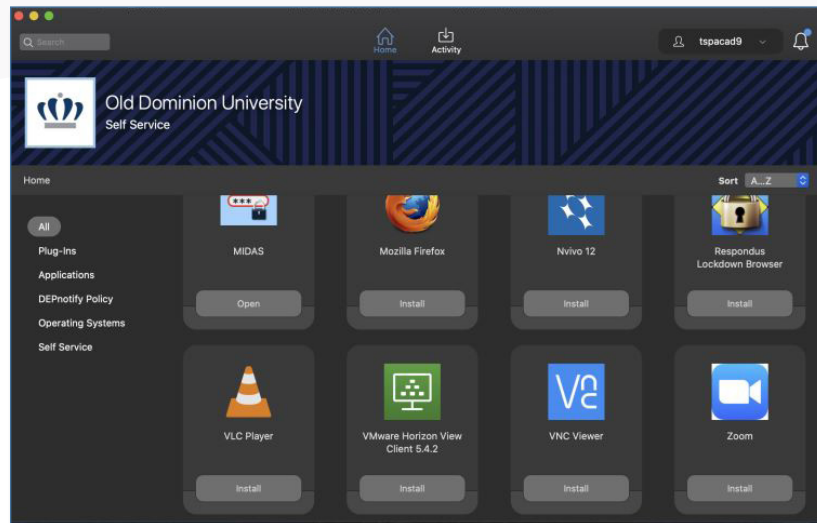 Search
Home
Activity
tspacad9
Old Dominion University
Self Service
Home
Sort A...Z
All
Plug-Ins
Applications
DEPnotify Policy
Operating Systems
Self Service
***
MIDAS
Mozilla Firefox
Nvivo 12
Respondus
Lockdown Browser
Open
Install
Install
Install
VLC Player
VMware Horizon View
Client 5.4.2
VNC Viewer
Zoom
Install
Install
Install
Install